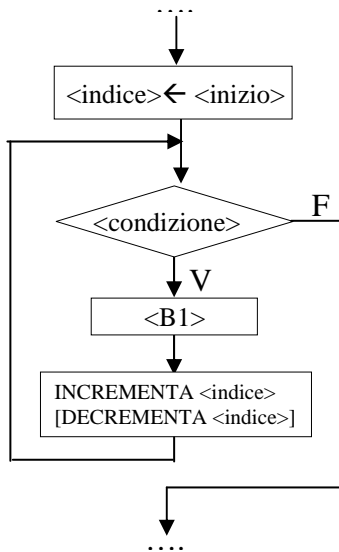 ....
<indice>← <inizio>
<condizione>
F
V
<B1>
INCREMENTA <indice>
[DECREMENTA <indice>]
....